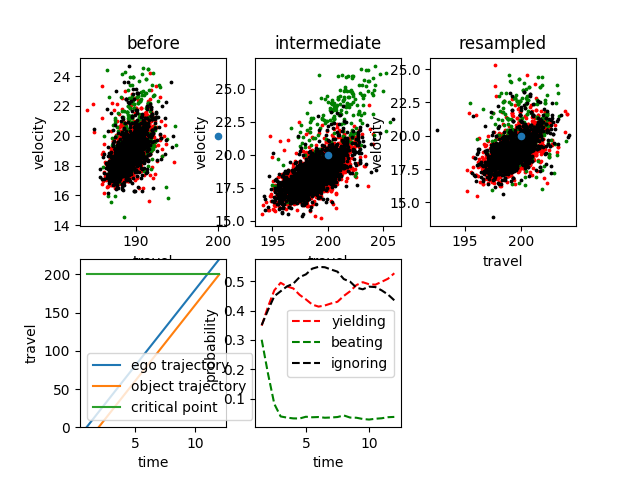 before
intermediate
resampled
24
22
20
18
16
14
velocity
190
200
travel
25.0
22.5
20.0
17.5
15.0
velocity
195
200
205
travel
25.0
22.5
20.0
17.5
15.0
velocity
195
200
travel
200
150
100
50
0
travel
ego trajectory
object trajectory
critical point
5
10
time
0.5
0.4
0.3
0.2
0.1
probability
yielding
beating
ignoring
5
10
time